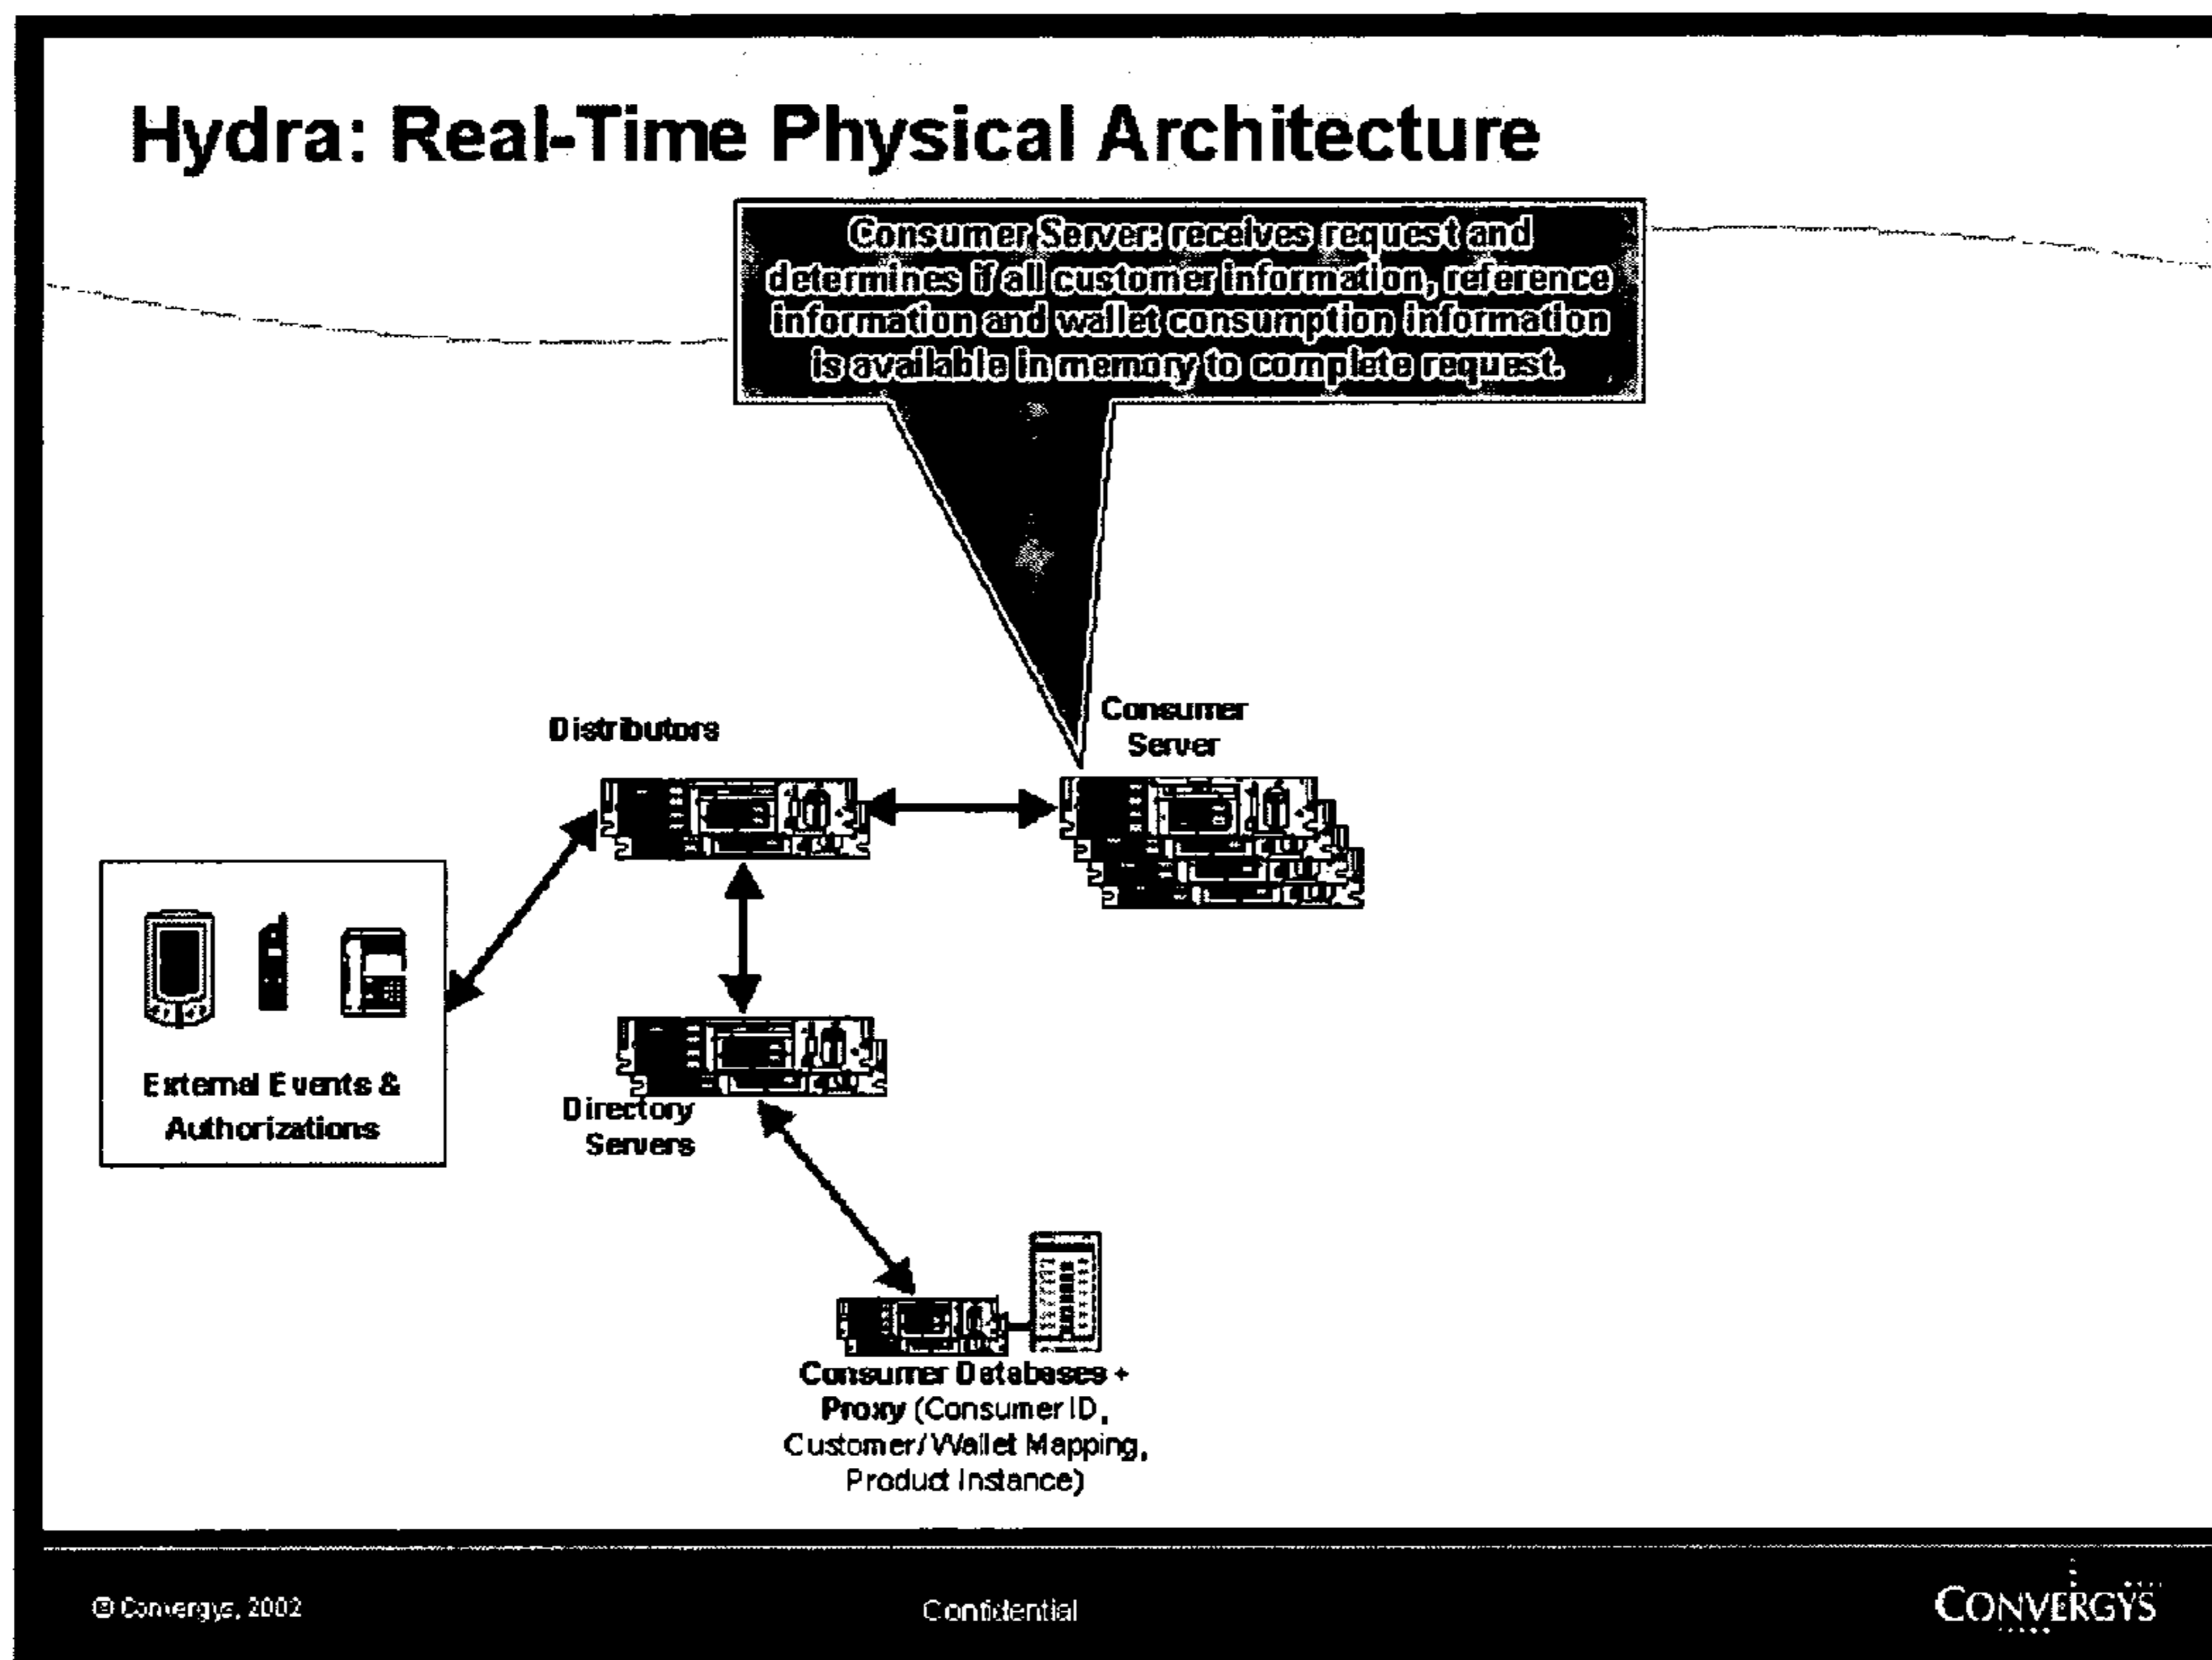 Hydra: Real-Time Physical Architecture
Consumer Server: receives request and
determines if all customer information, reference
information and wallet consumption information
is available in memory to complete request.
Distributors
Consumer
Server
External Events &
Authorizations
Directory
Servers
Consumer Databases +
Proxy (Consumer ID,
Customer/Wallet Mapping,
Product Instance)
© Convergys, 2002
Confidential
CONVERGYS